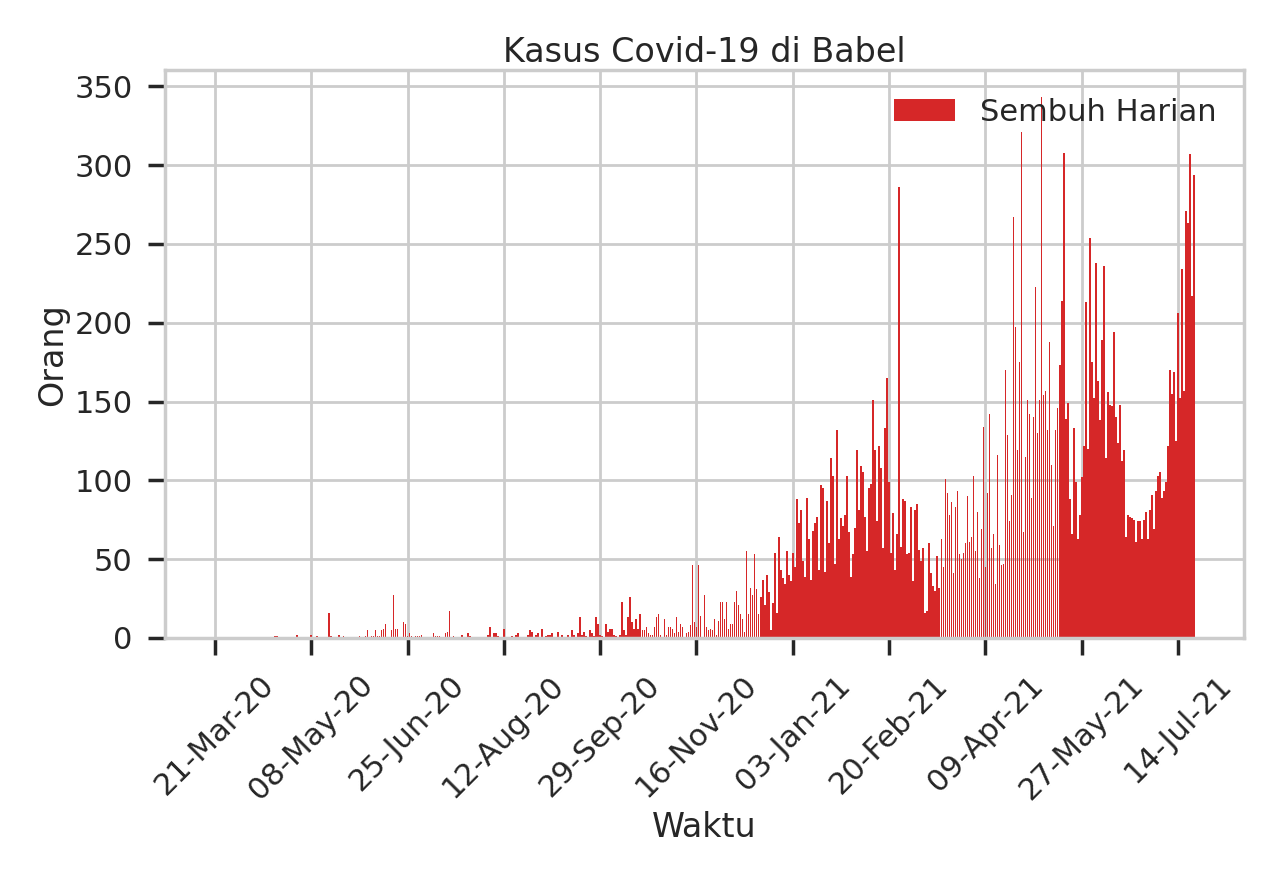 Kasus Covid-19 di Babel
Sembuh Harian
350
300
250
200
150
100
50
0
Orang
21-Mar-20
08-May-20
25-Jun-20
12-Aug-20
29-Sep-20
16-Nov-20
03-Jan-21
20-Feb-21
09-Apr-21
27-May-21
14-Jul-21
Waktu